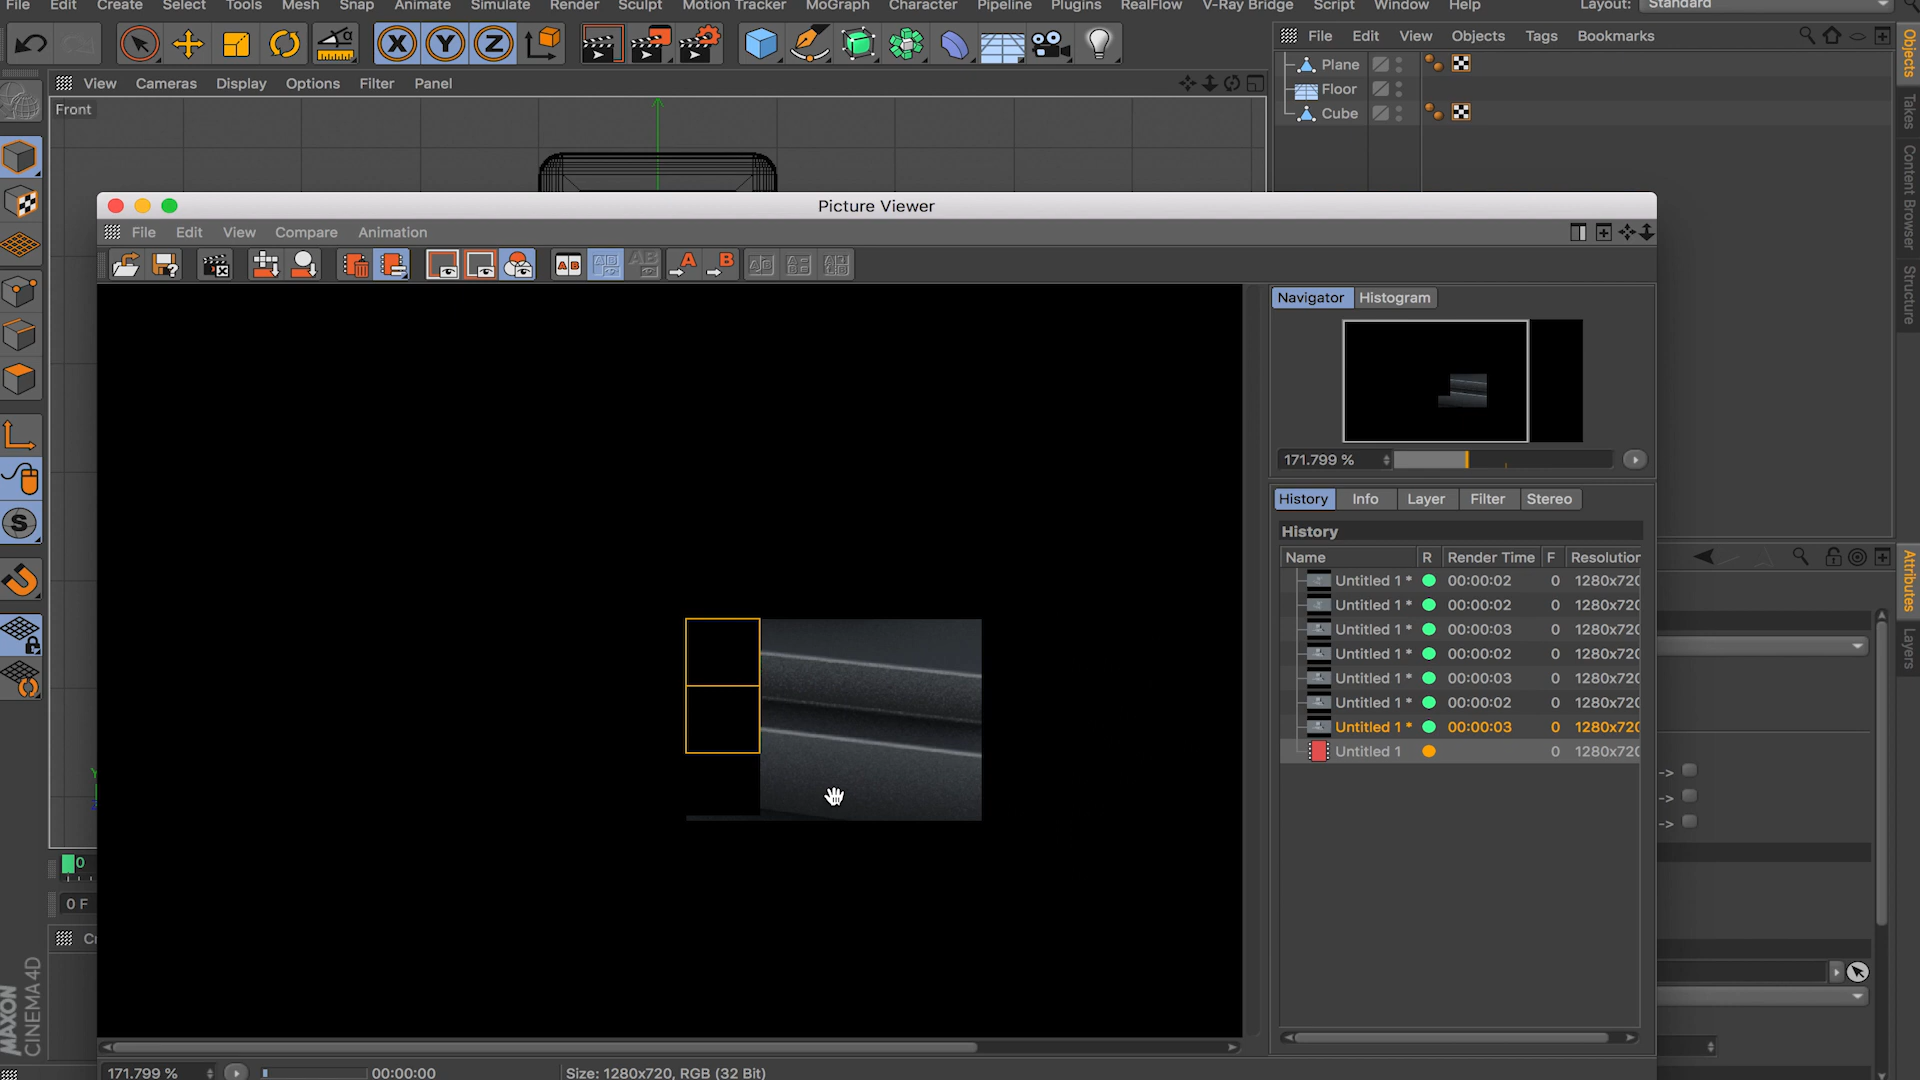 File Edit Create Select Tools Mesh Snap Animate Simulate Render Sculpt Motion Tracker MoGraph Character Pipeline Plugins RealFlow V-Ray Bridge Script Window Help Layout: Standard
X Y Z
File Edit View Objects Tags Bookmarks
Plane
Floor
Cube
Objects
Takes
Content Browser
Structure
View Cameras Display Options Filter Panel
Front
Picture Viewer
File Edit View Compare Animation
A B
Navigator Histogram
171.799 %
History Info Layer Filter Stereo
History
Name R Render Time F Resolution
Untitled 1 * 00:00:02 0 1280x720
Untitled 1 * 00:00:02 0 1280x720
Untitled 1 * 00:00:03 0 1280x720
Untitled 1 * 00:00:02 0 1280x720
Untitled 1 * 00:00:03 0 1280x720
Untitled 1 * 00:00:02 0 1280x720
Untitled 1 * 00:00:03 0 1280x720
Untitled 1 0 1280x720
Attributes
Layers
->
->
->
S
Y
0
0 F
MAXON
CINEMA4D
171.799 % 00:00:00 Size: 1280x720, RGB (32 Bit)